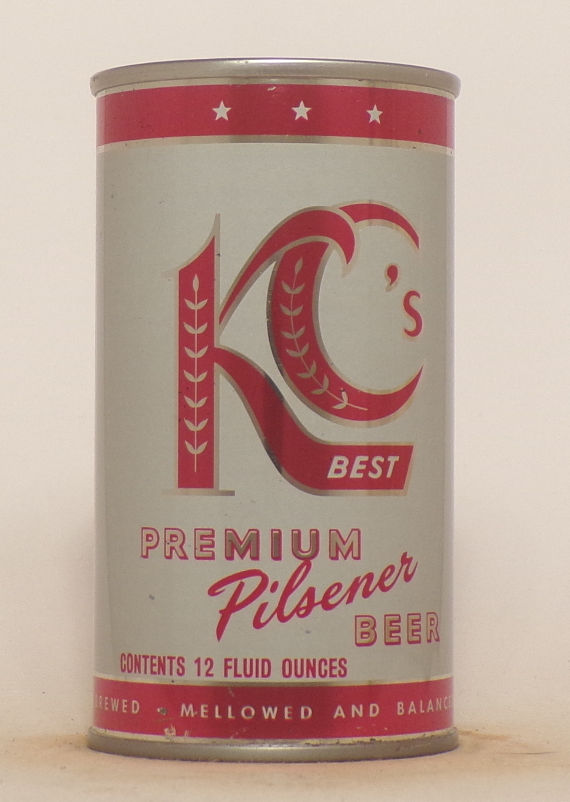 KC's
BEST
PREMIUM
Pilsener
BEER
CONTENTS 12 FLUID OUNCES
MELLOWED AND